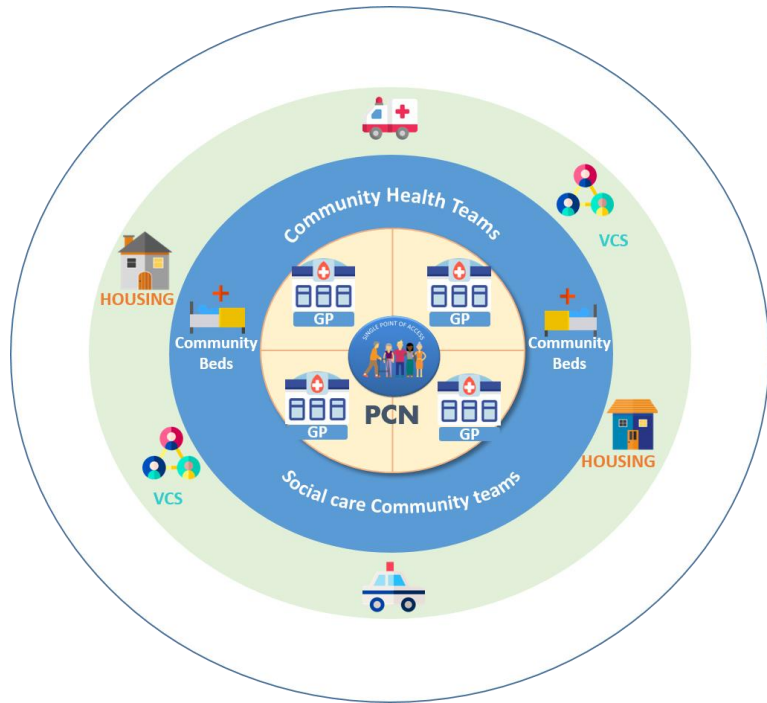 Community Health Teams
VCS
HOUSING
GP
GP
SINGLE POINT OF ACCESS
Community
Beds
Community
Beds
PCN
GP
GP
HOUSING
VCS
Social care Community teams